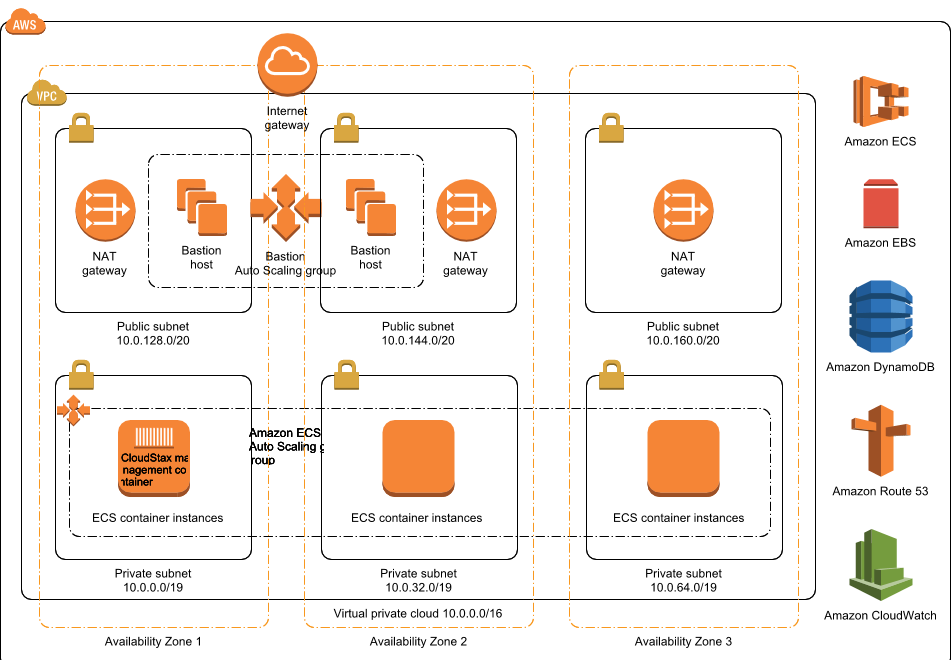 AWS
VPC
Internet
gateway
NAT
gateway
Bastion
host
Bastion
Auto Scaling group
Bastion
host
NAT
gateway
NAT
gateway
Public subnet
10.0.128.0/20
Public subnet
10.0.144.0/20
Public subnet
10.0.160.0/20
CloudStax ma
nagement co
ntainer
ECS container instances
Amazon ECS
Auto Scaling g
roup
ECS container instances
ECS container instances
Private subnet
10.0.0.0/19
Private subnet
10.0.32.0/19
Private subnet
10.0.64.0/19
Virtual private cloud 10.0.0.0/16
Availability Zone 1
Availability Zone 2
Availability Zone 3
Amazon ECS
Amazon EBS
Amazon DynamoDB
Amazon Route 53
Amazon CloudWatch